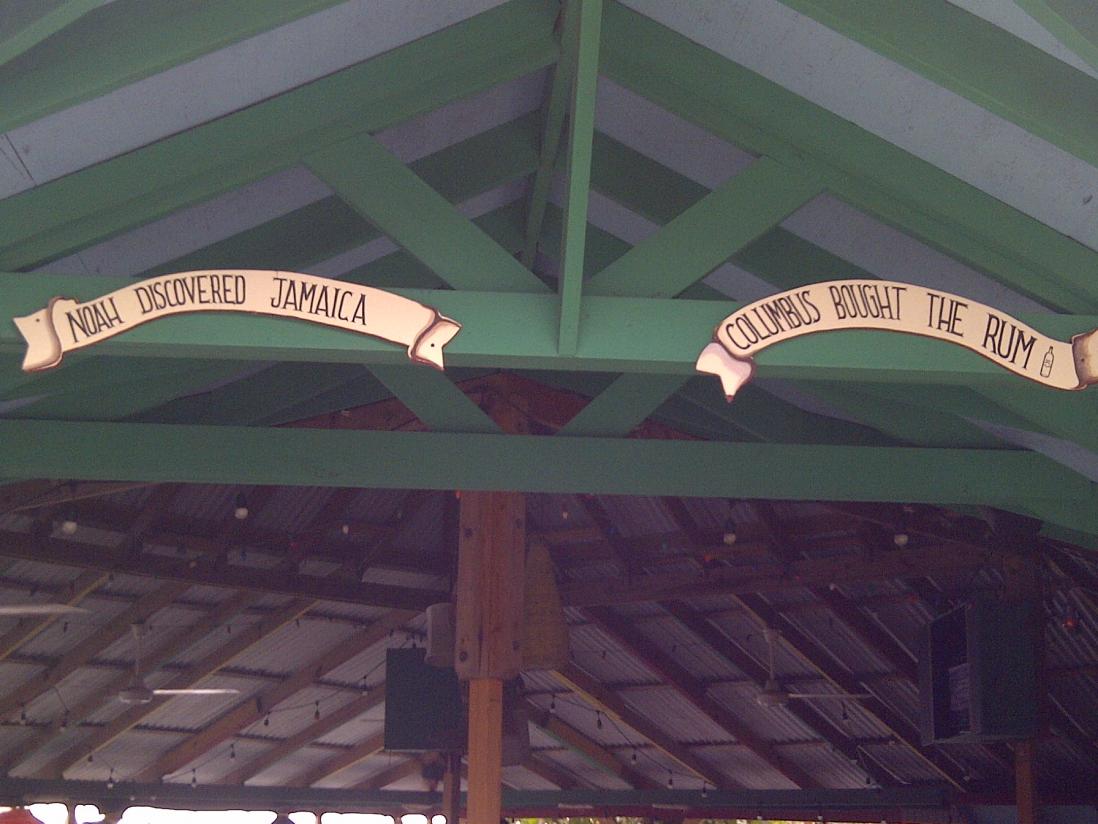 NOAH DISCOVERED JAMAICA
COLUMBUS BOUGHT THE RUM